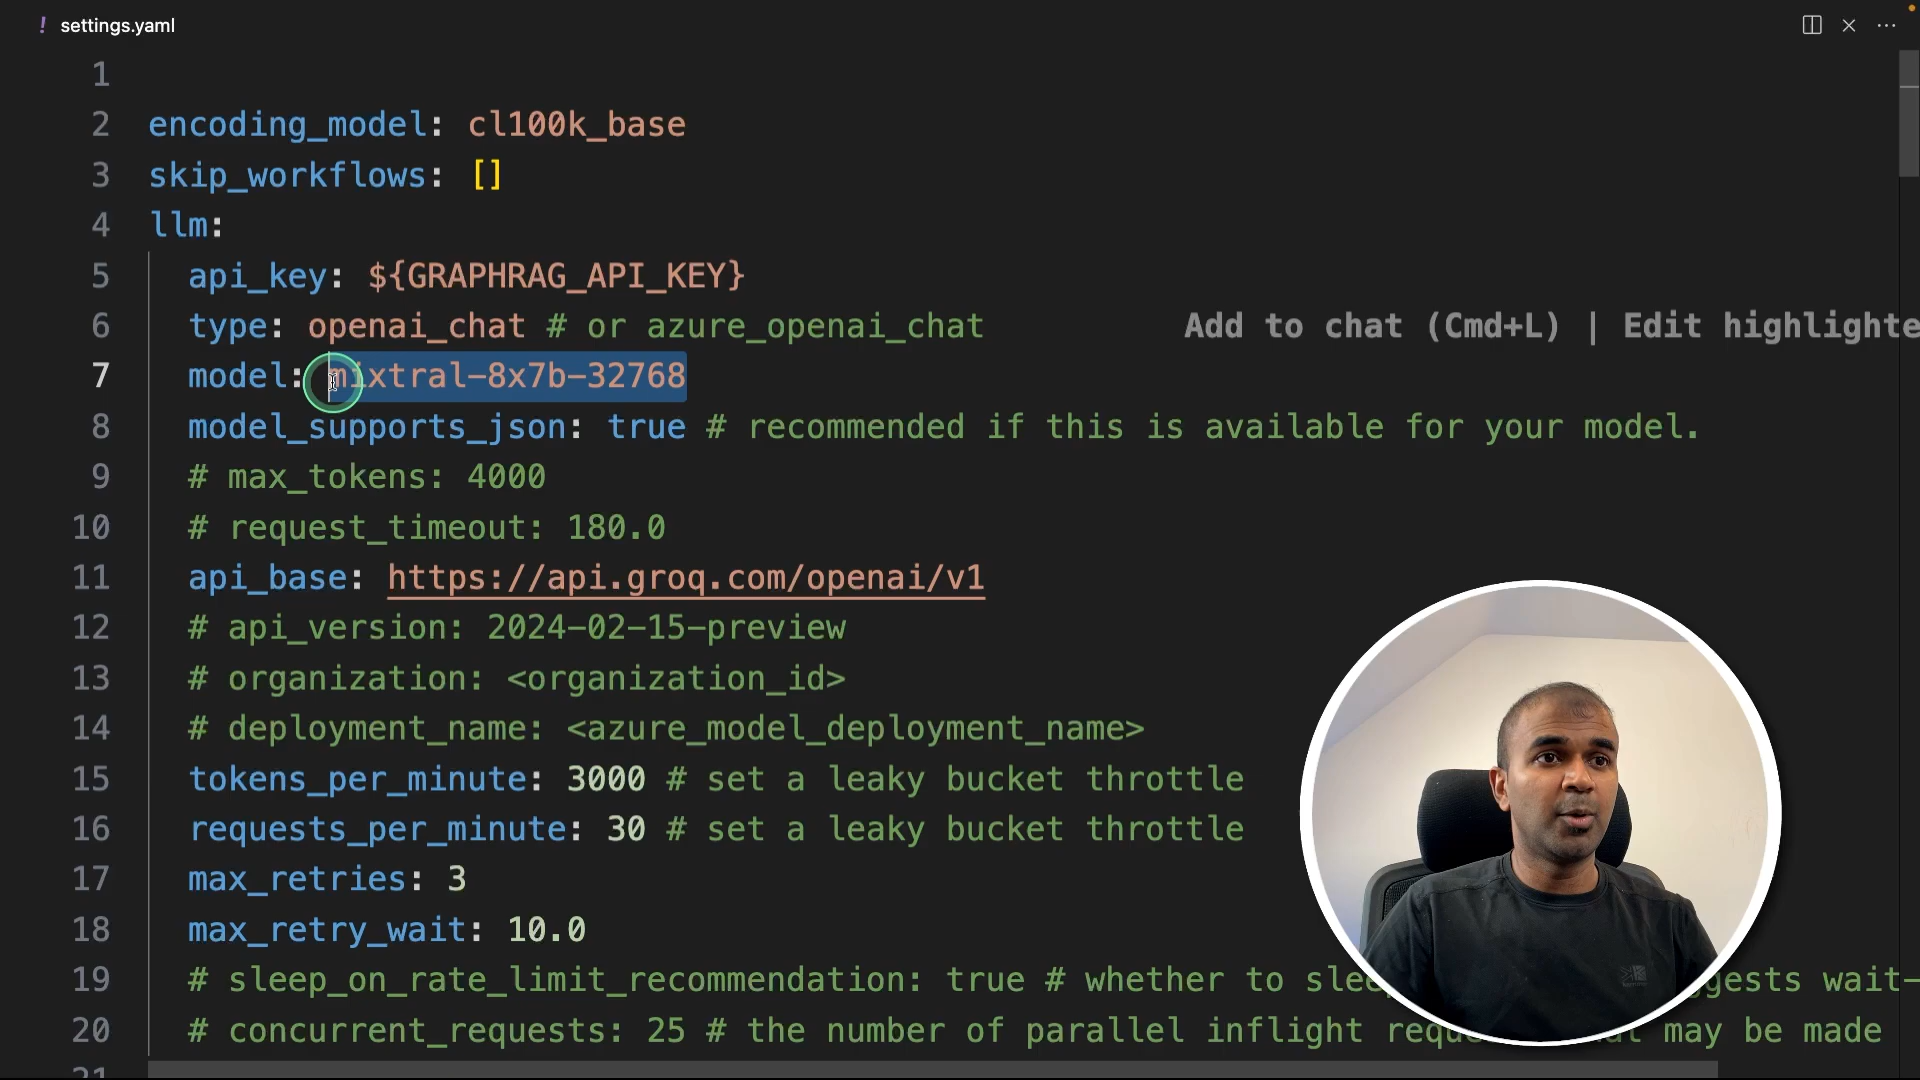 ! settings.yaml
1
2 encoding_model: cl100k_base
3 skip_workflows: []
4 llm:
5 api_key: ${GRAPHRAG_API_KEY}
6 type: openai_chat # or azure_openai_chat Add to chat (Cmd+L) | Edit highlighte
7 model: mixtral-8x7b-32768
8 model_supports_json: true # recommended if this is available for your model.
9 # max_tokens: 4000
10 # request_timeout: 180.0
11 api_base: https://api.groq.com/openai/v1
12 # api_version: 2024-02-15-preview
13 # organization: <organization_id>
14 # deployment_name: <azure_model_deployment_name>
15 tokens_per_minute: 3000 # set a leaky bucket throttle
16 requests_per_minute: 30 # set a leaky bucket throttle
17 max_retries: 3
18 max_retry_wait: 10.0
19 # sleep_on_rate_limit_recommendation: true # whether to slee ggests wait-
20 # concurrent_requests: 25 # the number of parallel inflight requ may be made
21